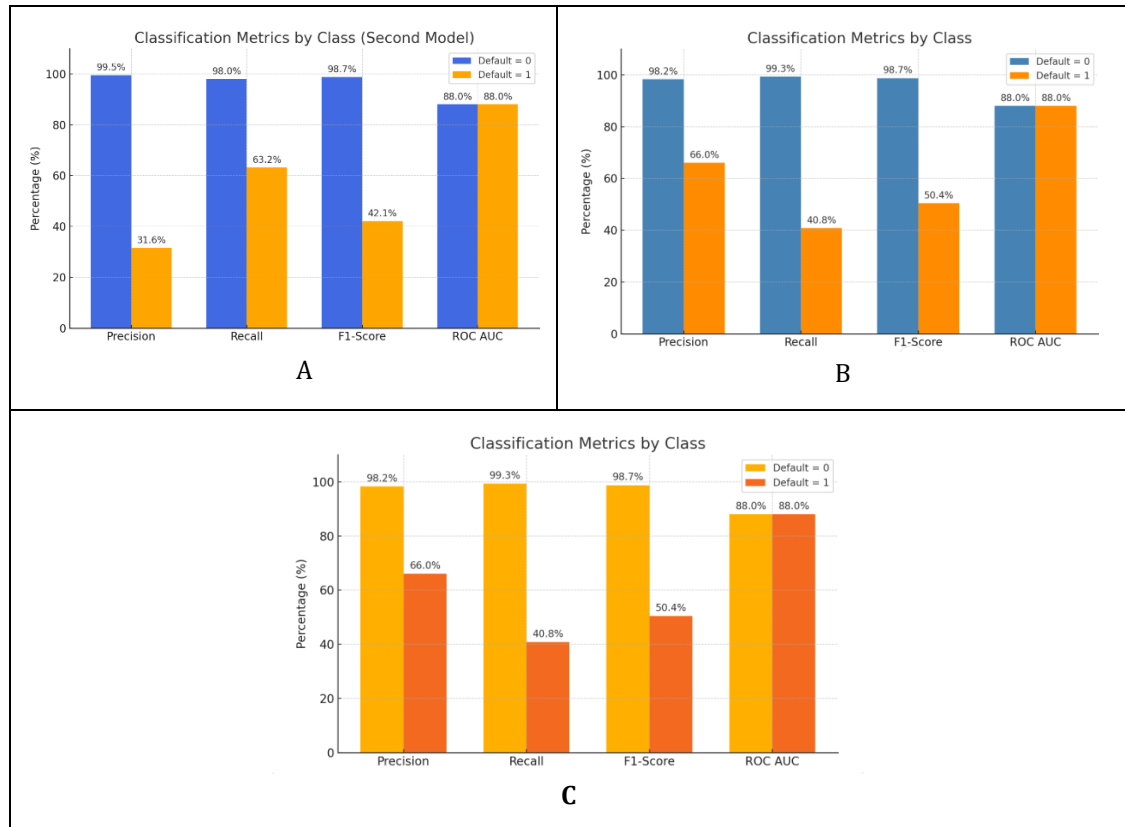 Classification Metrics by Class (Second Model)
Default = 0
Default = 1
Percentage (%)
100
80
60
40
20
0
99.5%
31.6%
98.0%
63.2%
98.7%
42.1%
88.0%
88.0%
Precision
Recall
F1-Score
ROC AUC
A
Classification Metrics by Class
Default = 0
Default = 1
Percentage (%)
100
80
60
40
20
0
98.2%
66.0%
99.3%
40.8%
98.7%
50.4%
88.0%
88.0%
Precision
Recall
F1-Score
ROC AUC
B
Classification Metrics by Class
Default = 0
Default = 1
Percentage (%)
100
80
60
40
20
0
98.2%
66.0%
99.3%
40.8%
98.7%
50.4%
88.0%
88.0%
Precision
Recall
F1-Score
ROC AUC
C